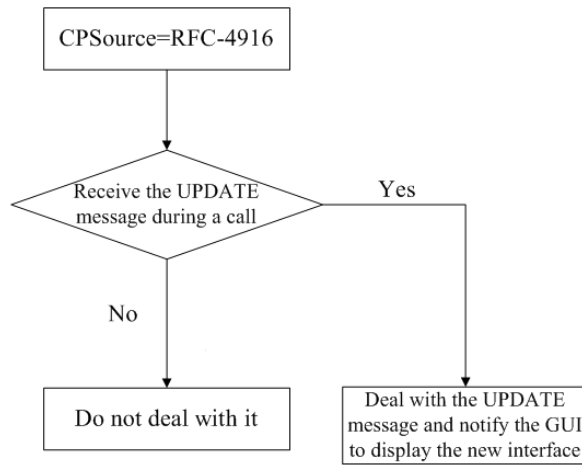 CPSource=RFC-4916
Receive the UPDATE
message during a call
Yes
No
Do not deal with it
Deal with the UPDATE
message and notify the GUI
to display the new interface